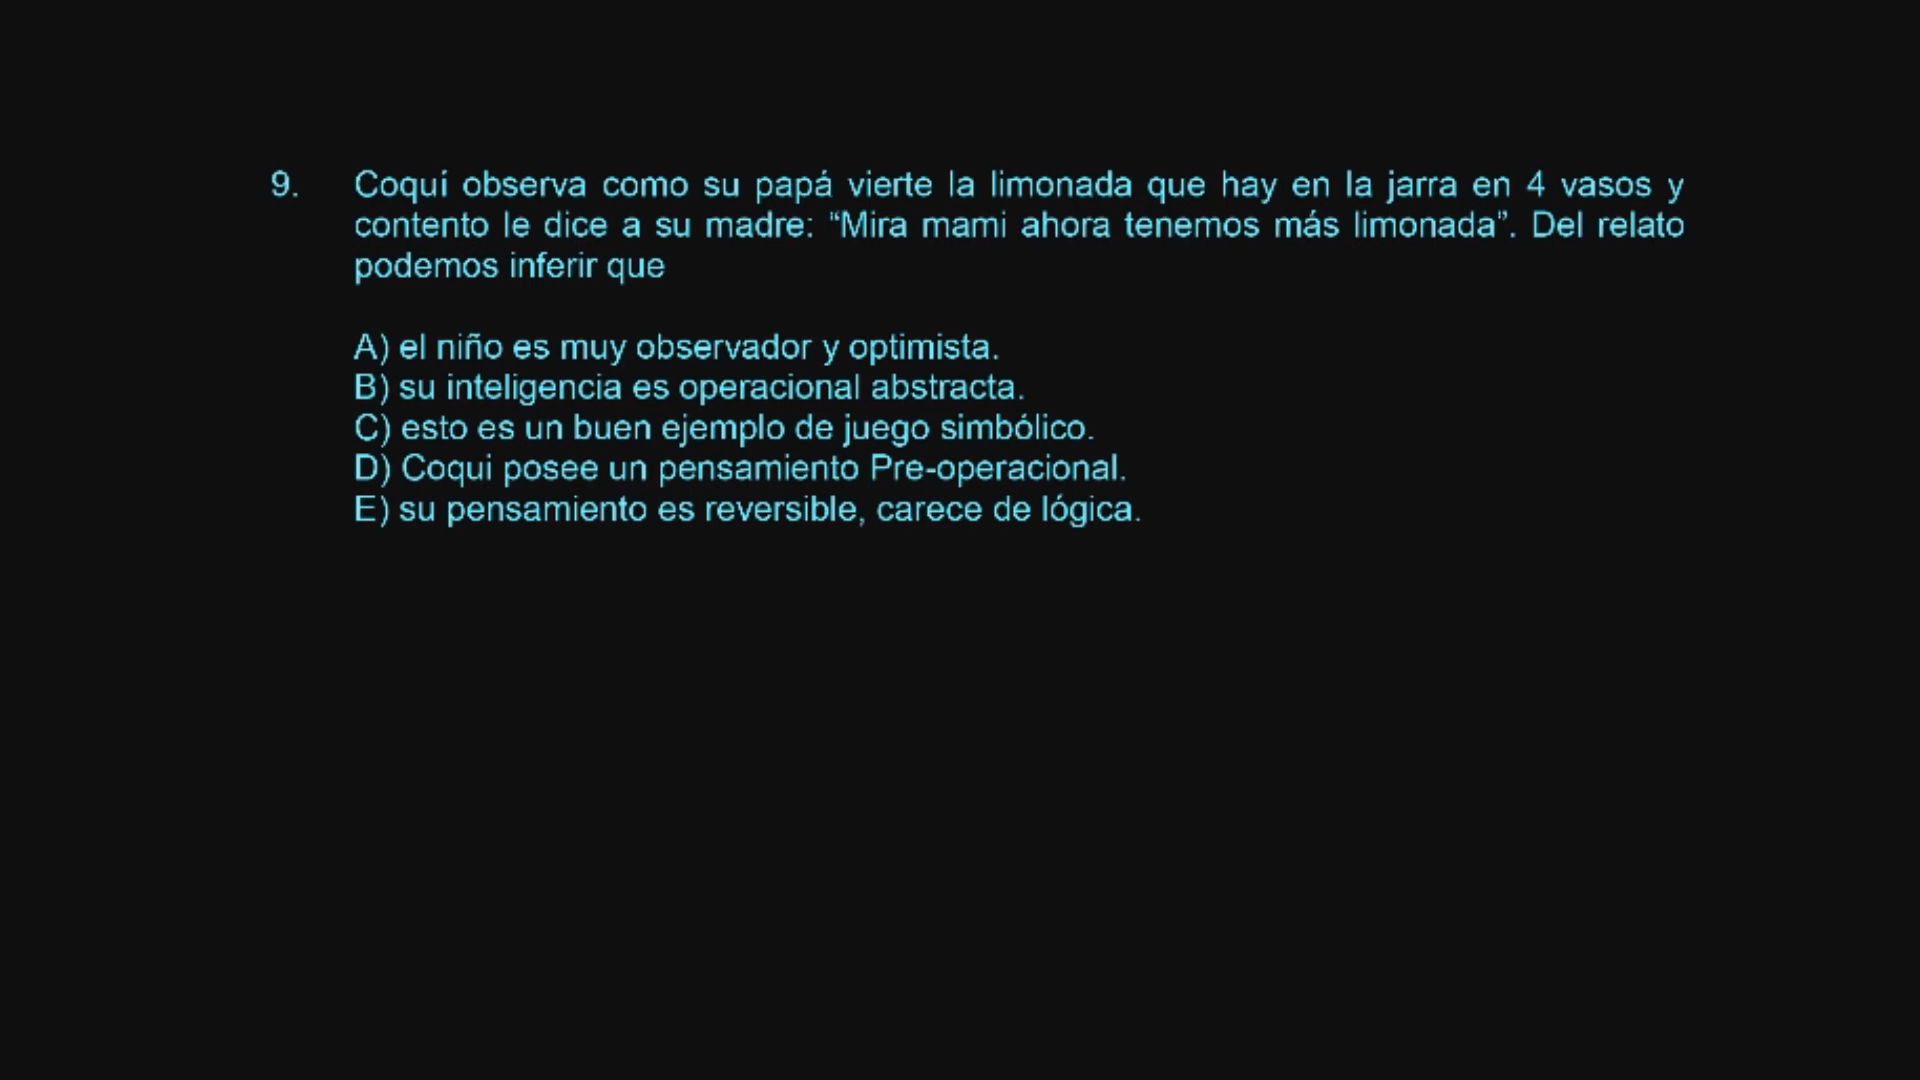 9. Coquí observa como su papá vierte la limonada que hay en la jarra en 4 vasos y
contento le dice a su madre: “Mira mami ahora tenemos más limonada”. Del relato
podemos inferir que
A) el niño es muy observador y optimista.
B) su inteligencia es operacional abstracta.
C) esto es un buen ejemplo de juego simbólico.
D) Coqui posee un pensamiento Pre-operacional.
E) su pensamiento es reversible, carece de lógica.